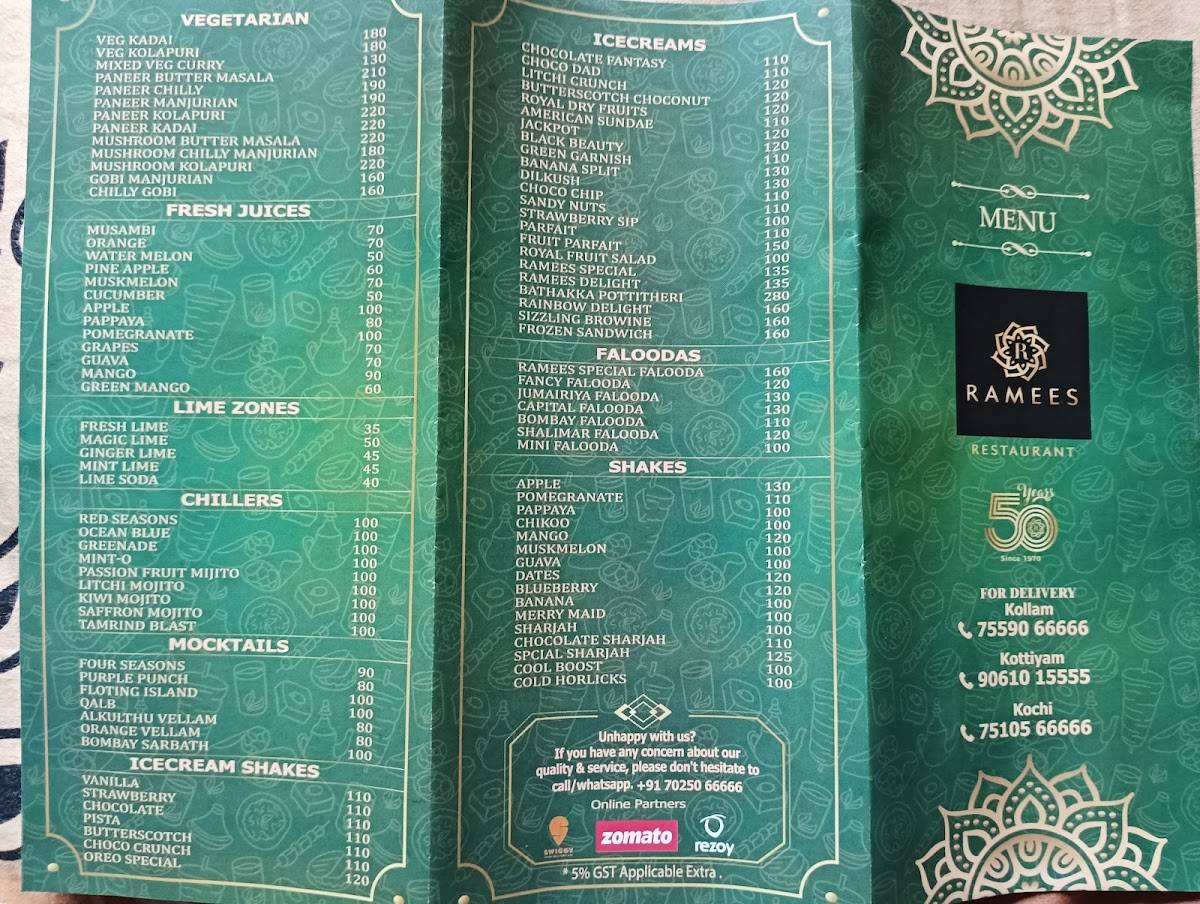 VEGETARIAN
VEG KADAI 180
VEG KOLAPURI 180
MIXED VEG CURRY 130
PANEER BUTTER MASALA 210
PANEER CHILLY 190
PANEER MANJURIAN 190
PANEER KOLAPURI 220
PANEER KADAI 220
MUSHROOM BUTTER MASALA 220
MUSHROOM CHILLY MANJURIAN 180
MUSHROOM KOLAPURI 220
GOBI MANJURIAN 160
CHILLY GOBI 160
FRESH JUICES
MUSAMBI 70
ORANGE 70
WATER MELON 50
PINE APPLE 60
MUSKMELON 70
CUCUMBER 50
APPLE 100
PAPPAYA 80
POMEGRANATE 100
GRAPES 70
GUAVA 70
MANGO 90
GREEN MANGO 60
LIME ZONES
FRESH LIME 35
MAGIC LIME 50
GINGER LIME 45
MINT LIME 45
LIME SODA 40
CHILLERS
RED SEASONS 100
OCEAN BLUE 100
GREENADE 100
MINT-O 100
PASSION FRUIT MIJITO 100
LITCHI MOJITO 100
KIWI MOJITO 100
SAFFRON MOJITO 100
TAMRIND BLAST 100
MOCKTAILS
FOUR SEASONS 90
PURPLE PUNCH 80
FLOTING ISLAND 100
QALB 100
ALKULTHU VELLAM 80
ORANGE VELLAM 80
BOMBAY SARBATH 100
ICECREAM SHAKES
VANILLA 110
STRAWBERRY 110
CHOCOLATE 110
PISTA 110
BUTTERSCOTCH 110
CHOCO CRUNCH 110
OREO SPECIAL 120
ICECREAMS
CHOCOLATE FANTASY 110
CHOCO DAD 110
LITCHI CRUNCH 120
BUTTERSCOTCH CHOCONUT 120
ROYAL DRY FRUITS 120
AMERICAN SUNDAE 110
JACKPOT 120
BLACK BEAUTY 120
GREEN GARNISH 110
BANANA SPLIT 130
DILKUSH 130
CHOCO CHIP 110
SANDY NUTS 110
STRAWBERRY SIP 100
PARFAIT 110
FRUIT PARFAIT 150
ROYAL FRUIT SALAD 100
RAMEES SPECIAL 135
RAMEES DELIGHT 135
BATHAKKA POTTITHERI 280
RAINBOW DELIGHT 160
SIZZLING BROWINE 160
FROZEN SANDWICH 160
FALOODAS
RAMEES SPECIAL FALOODA 160
FANCY FALOODA 120
JUMAIRIYA FALOODA 130
CAPITAL FALOODA 130
BOMBAY FALOODA 110
SHALIMAR FALOODA 120
MINI FALOODA 100
SHAKES
APPLE 130
POMEGRANATE 110
PAPPAYA 100
CHIKOO 100
MANGO 120
MUSKMELON 100
GUAVA 100
DATES 120
BLUEBERRY 120
BANANA 100
MERRY MAID 100
SHARJAH 100
CHOCOLATE SHARJAH 110
SPCIAL SHARJAH 125
COOL BOOST 100
COLD HORLICKS 100
Unhappy with us?
If you have any concern about our
quality & service, please don't hesitate to
call/whatsapp. +91 70250 66666
Online Partners
SWIGGY zomato rezoy
* 5% GST Applicable Extra .
MENU
R
RAMEES
RESTAURANT
50 Years
Since 1970
FOR DELIVERY
Kollam
75590 66666
Kottiyam
90610 15555
Kochi
75105 66666